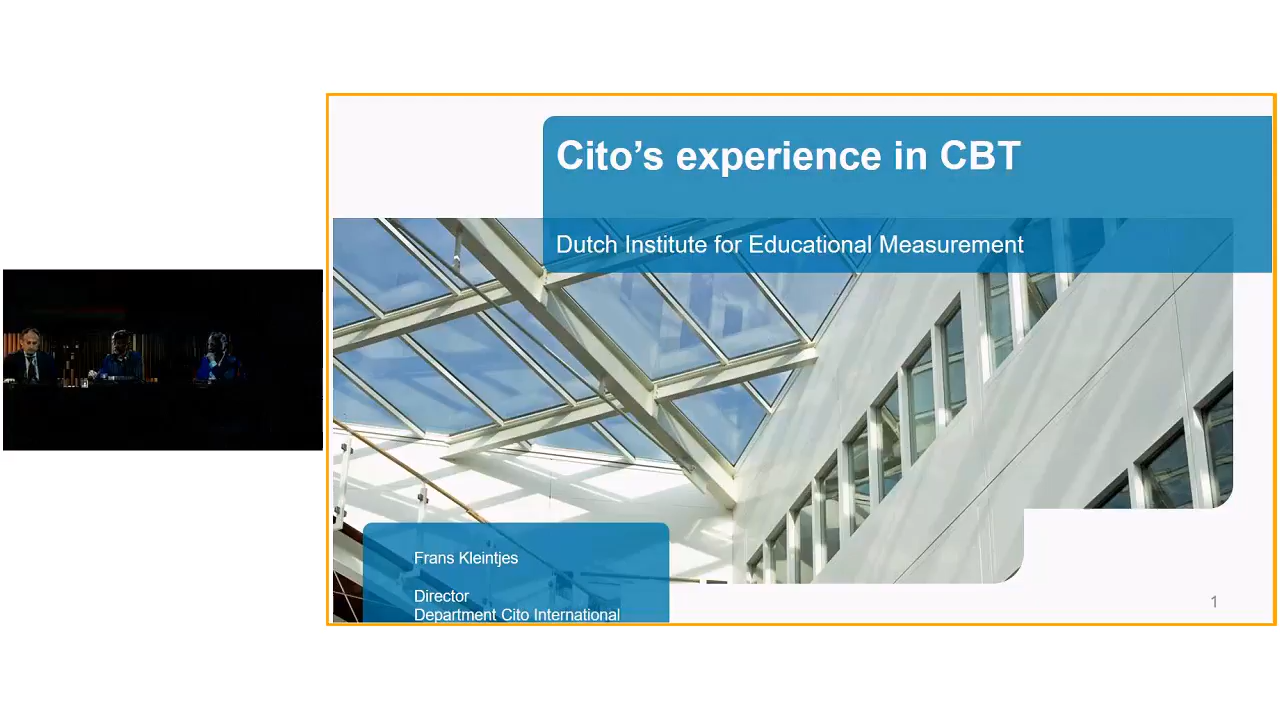 Cito’s experience in CBT
Dutch Institute for Educational Measurement
Frans Kleintjes
Director
Department Cito International
1